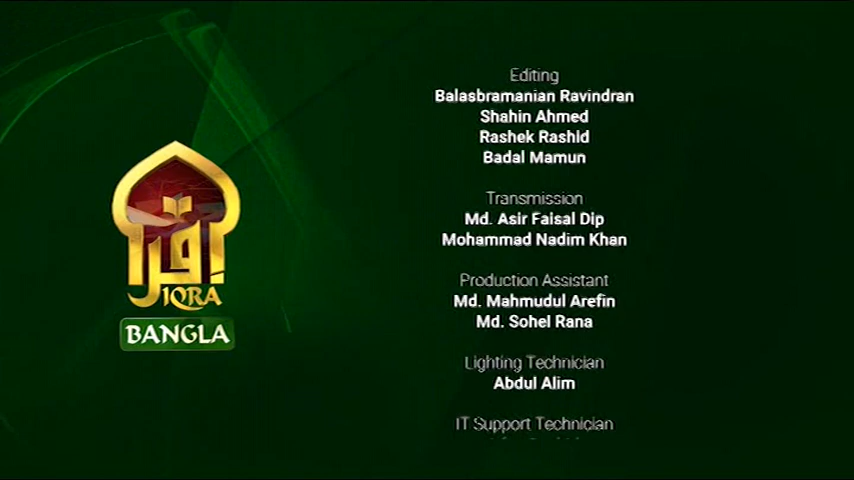 اقرأ
IQRA
BANGLA
Editing
Balasbramanian Ravindran
Shahin Ahmed
Rashek Rashid
Badal Mamun
Transmission
Md. Asir Faisal Dip
Mohammad Nadim Khan
Production Assistant
Md. Mahmudul Arefin
Md. Sohel Rana
Lighting Technician
Abdul Alim
IT Support Technician